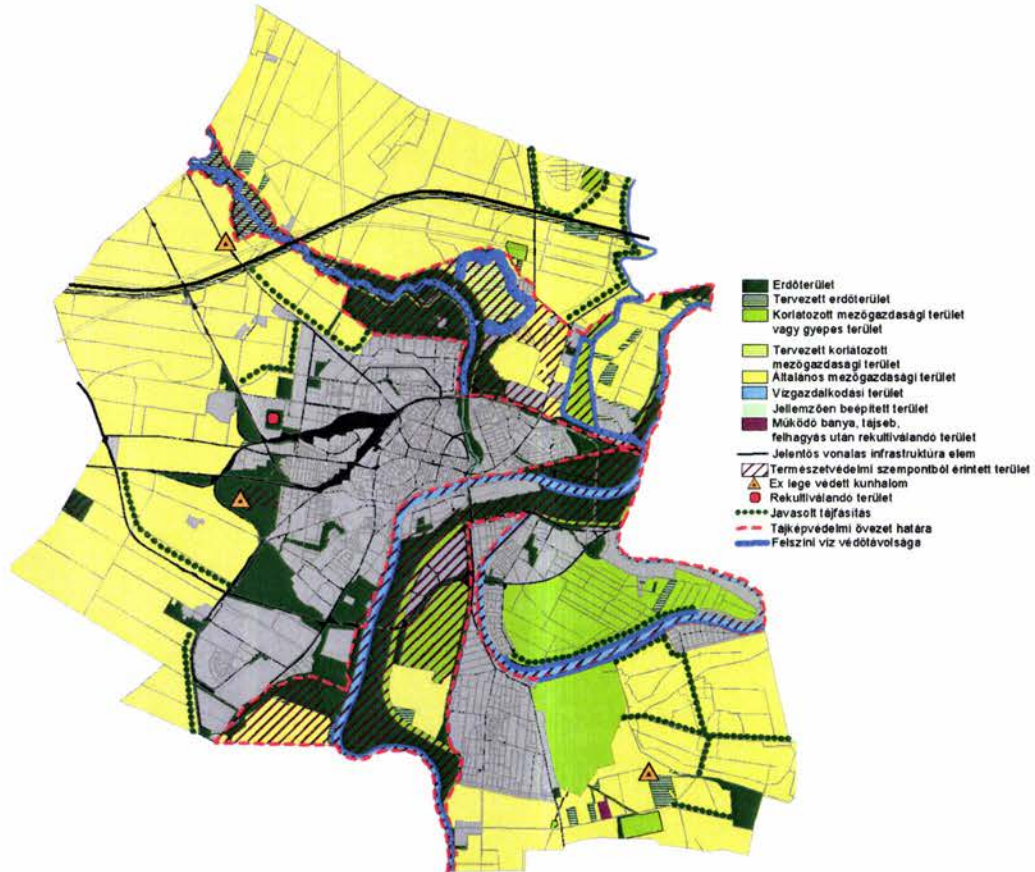 Erdőterület
Tervezett erdőterület
Korlátozott mezőgazdasági terület
vagy gyepes terület
Tervezett korlátozott
mezőgazdasági terület
Általános mezőgazdasági terület
Vízgazdálkodási terület
Jellemzően beépített terület
Működő bánya, tájseb,
felhagyás után rekultiválandó terület
Jelentős vonalas infrastruktúra elem
Természetvédelmi szempontból érintett terület
Ex lege védett kunhalom
Rekultiválandó terület
Javasolt tájfásítás
Tájképvédelmi övezet határa
Felszíni víz védőtávolsága